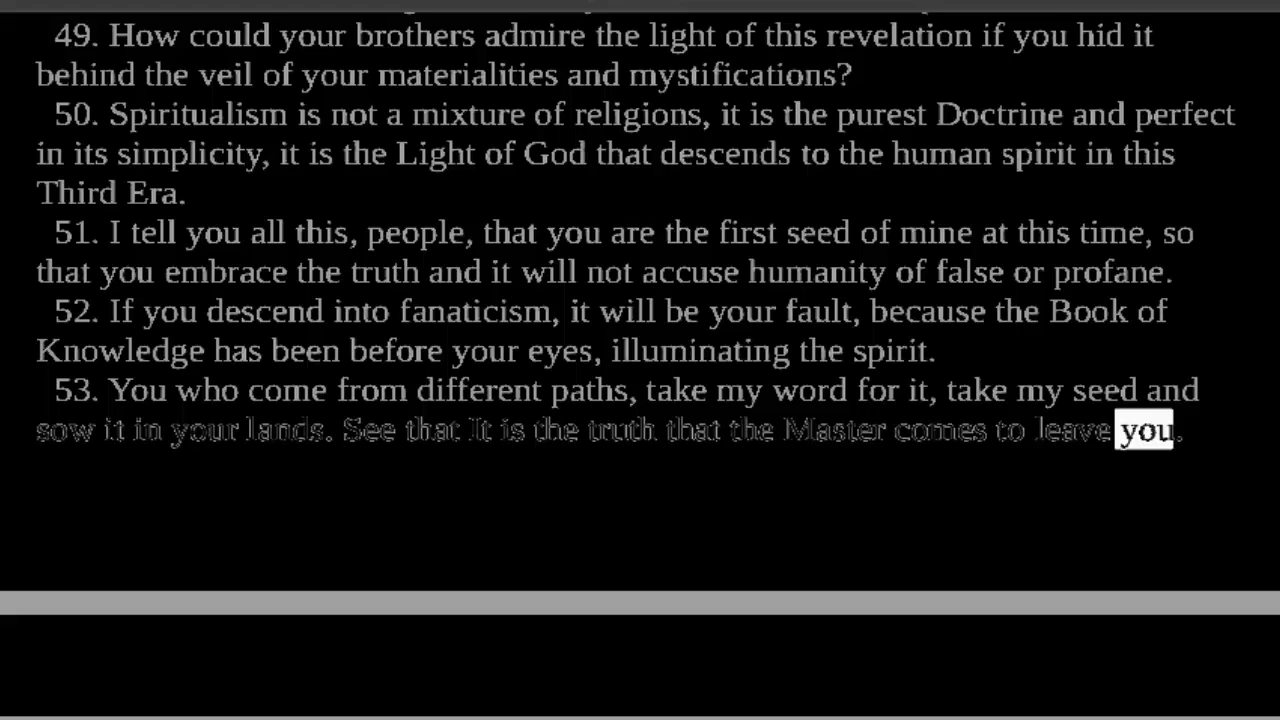 49. How could your brothers admire the light of this revelation if you hid it
behind the veil of your materialities and mystifications?
50. Spiritualism is not a mixture of religions, it is the purest Doctrine and perfect
in its simplicity, it is the Light of God that descends to the human spirit in this
Third Era.
51. I tell you all this, people, that you are the first seed of mine at this time, so
that you embrace the truth and it will not accuse humanity of false or profane.
52. If you descend into fanaticism, it will be your fault, because the Book of
Knowledge has been before your eyes, illuminating the spirit.
53. You who come from different paths, take my word for it, take my seed and
sow it in your lands. See that It is the truth that the Master comes to leave you.